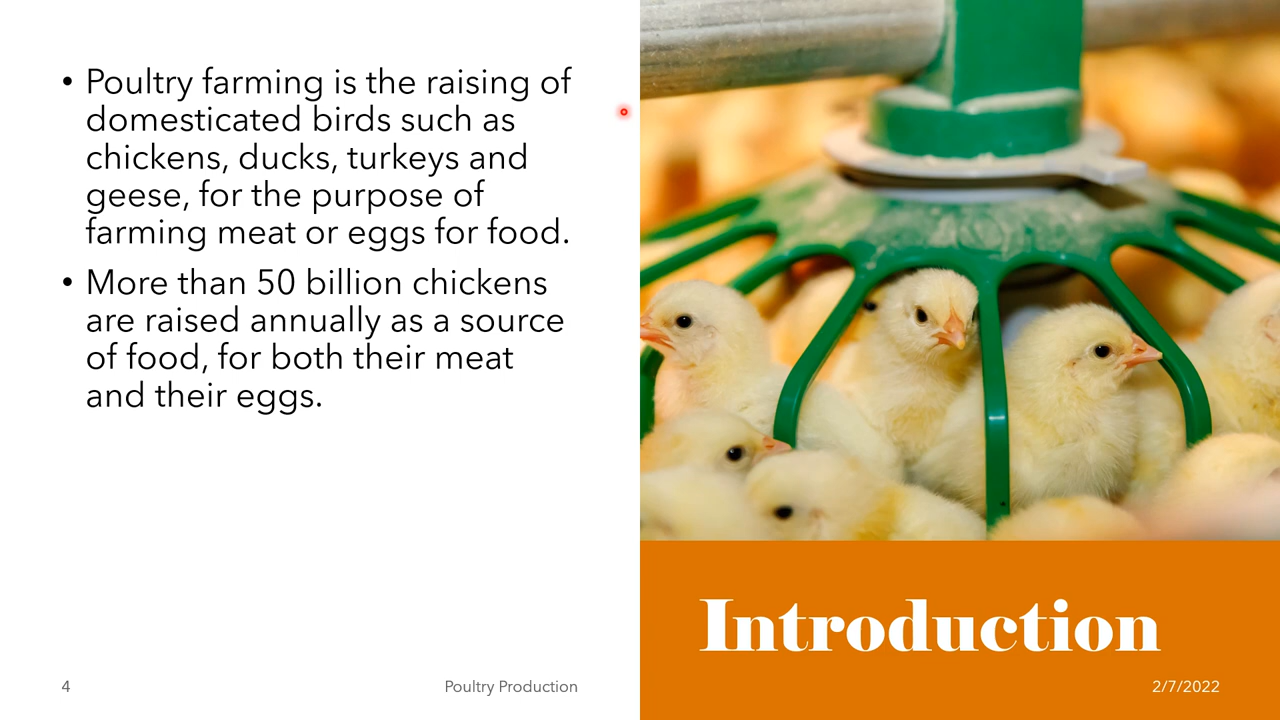 • Poultry farming is the raising of
domesticated birds such as
chickens, ducks, turkeys and
geese, for the purpose of
farming meat or eggs for food.
• More than 50 billion chickens
are raised annually as a source
of food, for both their meat
and their eggs.
Introduction
4
Poultry Production
2/7/2022